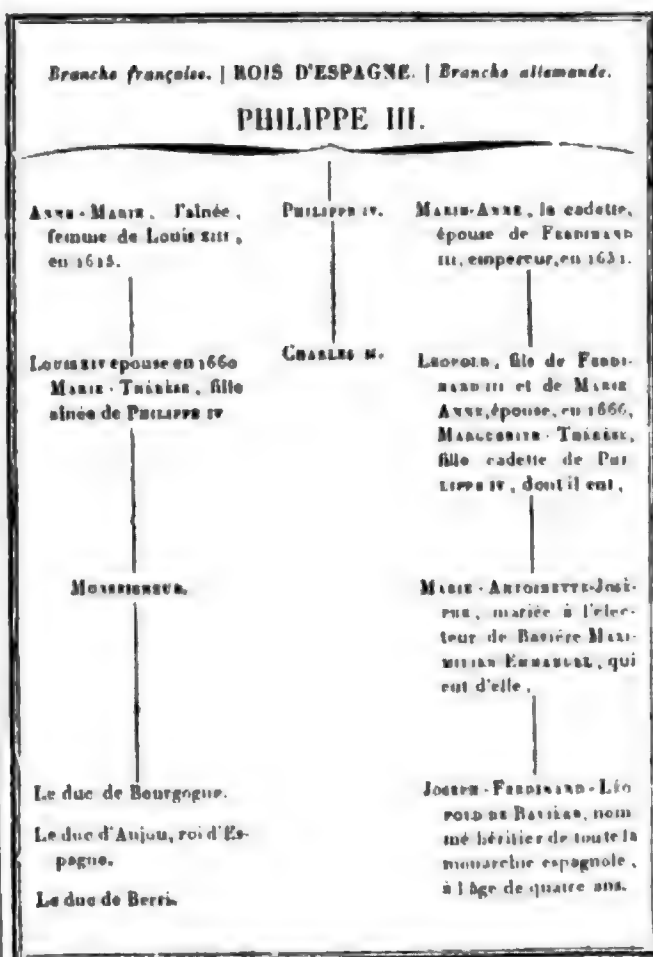 Branche française. | ROIS D'ESPAGNE. | Branche allemande.
PHILIPPE III.
ANNE-MARIE, l'aînée,
femme de LOUIS XIII,
en 1615.
LOUIS XIV épouse en 1660
MARIE-THÉRÈSE, fille
aînée de PHILIPPE IV
MONSEIGNEUR.
Le duc de Bourgogne.
Le duc d'Anjou, roi d'Es-
pagne.
Le duc de Berri.
PHILIPPE IV.
CHARLES II.
MARIE-ANNE, la cadette,
épouse de FERDINAND
III, empereur, en 1631.
LÉOPOLD, fils de FERDI-
NAND III et de MARIE
ANNE, épouse, en 1666,
MARGUERITE-THÉRÈSE,
fille cadette de PHI
LIPPE IV, dont il eut,
MARIE-ANTOINETTE-JOSÈ-
PHE, mariée à l'élec-
teur de Bavière MAXI-
MILIEN EMMANUEL, qui
eut d'elle,
JOSEPH-FERDINAND-LÉO
POLD DE BAVIÈRE, nom
mé héritier de toute la
monarchie espagnole,
à l'âge de quatre ans.